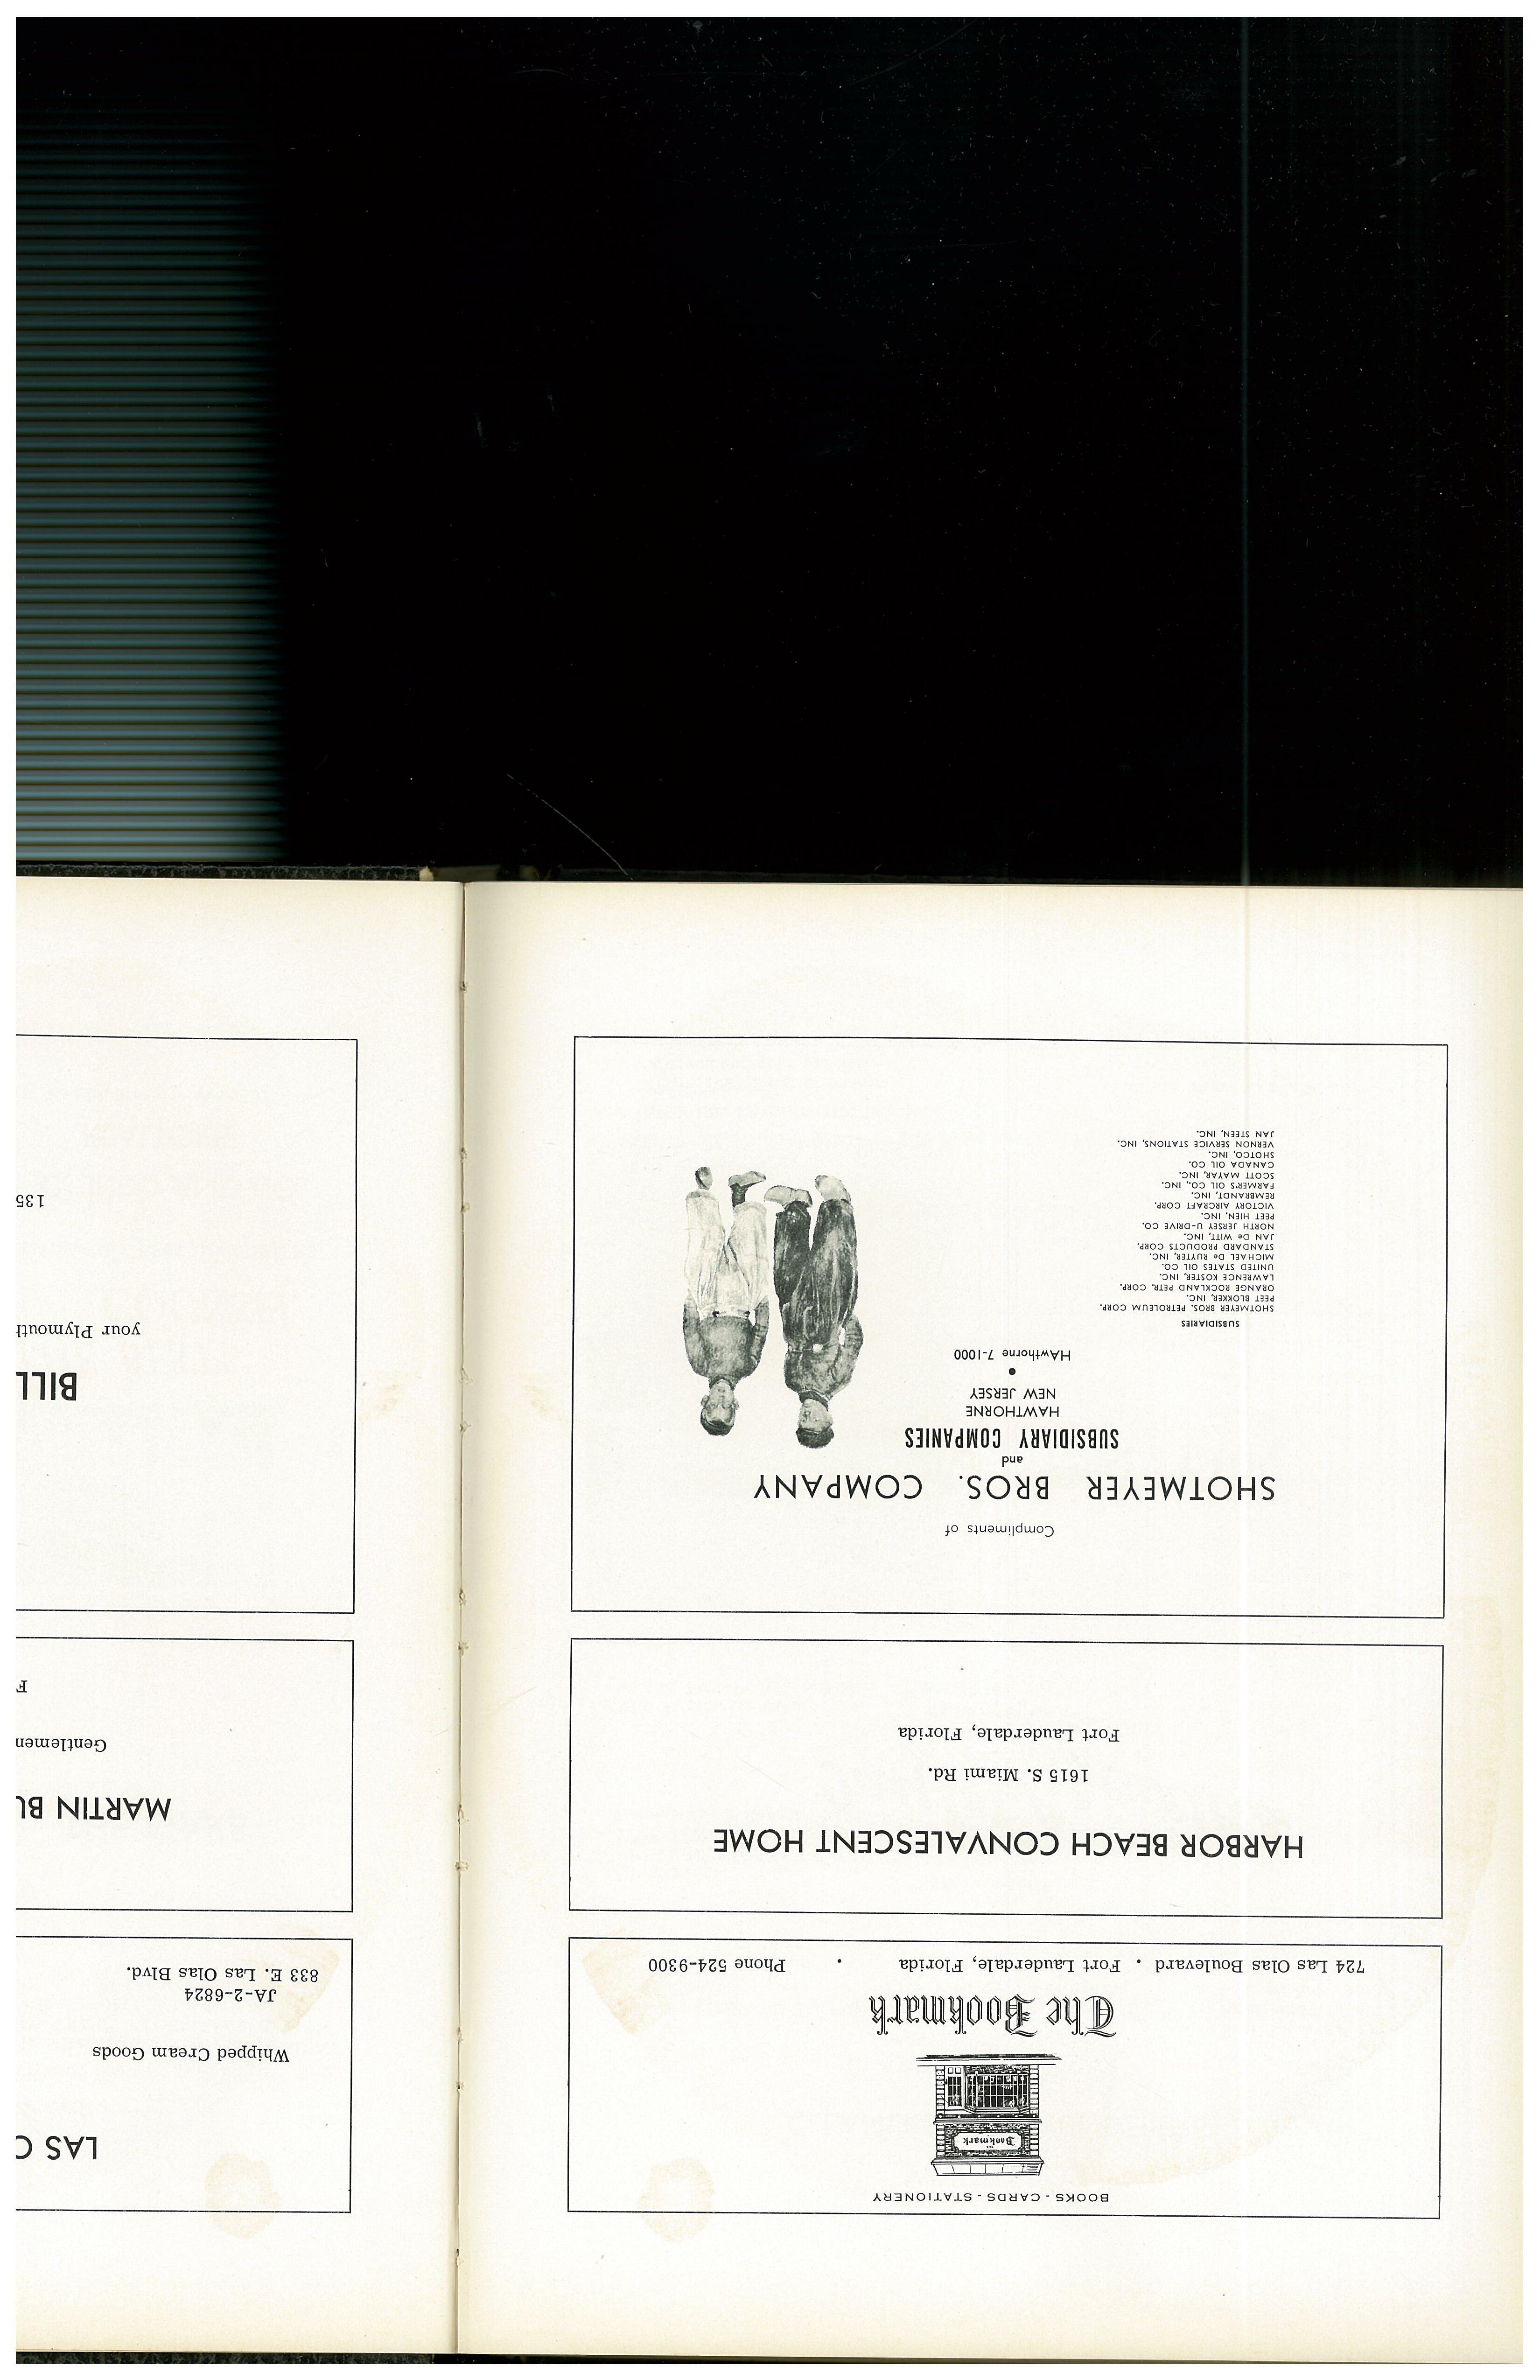 BOOKS - CARDS - STATIONERY
THE
Bookmark
The Bookmark
724 Las Olas Boulevard • Fort Lauderdale, Florida • Phone 524-9300
HARBOR BEACH CONVALESCENT HOME
1615 S. Miami Rd.
Fort Lauderdale, Florida
Compliments of
SHOTMEYER BROS. COMPANY
and
SUBSIDIARY COMPANIES
HAWTHORNE
NEW JERSEY
•
HAwthorne 7-1000
SUBSIDIARIES
SHOTMEYER BROS. PETROLEUM CORP.
PEET BLOKKER, INC.
ORANGE ROCKLAND PETR. CORP.
LAWRENCE KOSTER, INC.
UNITED STATES OIL CO.
MICHAEL De RUYTER, INC.
STANDARD PRODUCTS CORP.
JAN De WITT, INC.
NORTH JERSEY U-DRIVE CO.
PEET HIEN, INC.
VICTORY AIRCRAFT CORP.
REMBRANDT, INC.
FARMER'S OIL CO., INC.
SCOTT MAYAR, INC.
CANADA OIL CO.
SHOTCO, INC.
VERNON SERVICE STATIONS, INC.
JAN STEEN, INC.
LAS O
Whipped Cream Goods
JA-2-6824
833 E. Las Olas Blvd.
MARTIN BU
Gentlemen
F
BILL
your Plymouth
135